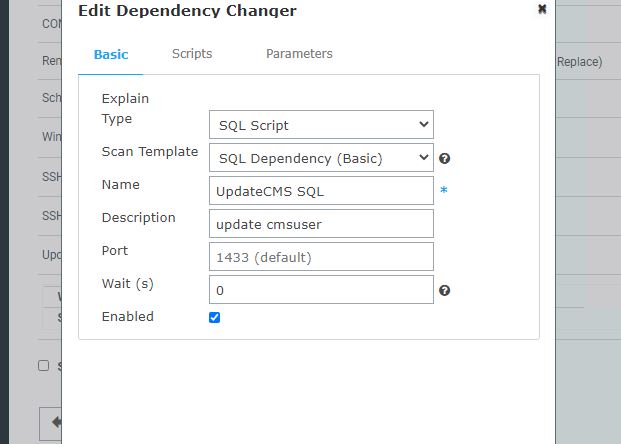 Edit Dependency Changer
✖
Basic Scripts Parameters
Explain
Type SQL Script
Scan Template SQL Dependency (Basic) ?
Name UpdateCMS SQL *
Description update cmsuser
Port 1433 (default)
Wait (s) 0 ?
Enabled
CON
Ren
Replace)
Sch
Win
SSH
SSH
Upd